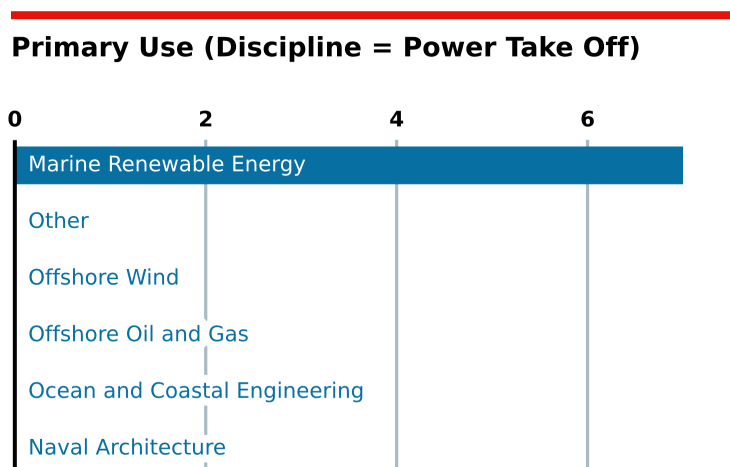 Primary Use (Discipline = Power Take Off)
0 2 4 6
Marine Renewable Energy
Other
Offshore Wind
Offshore Oil and Gas
Ocean and Coastal Engineering
Naval Architecture